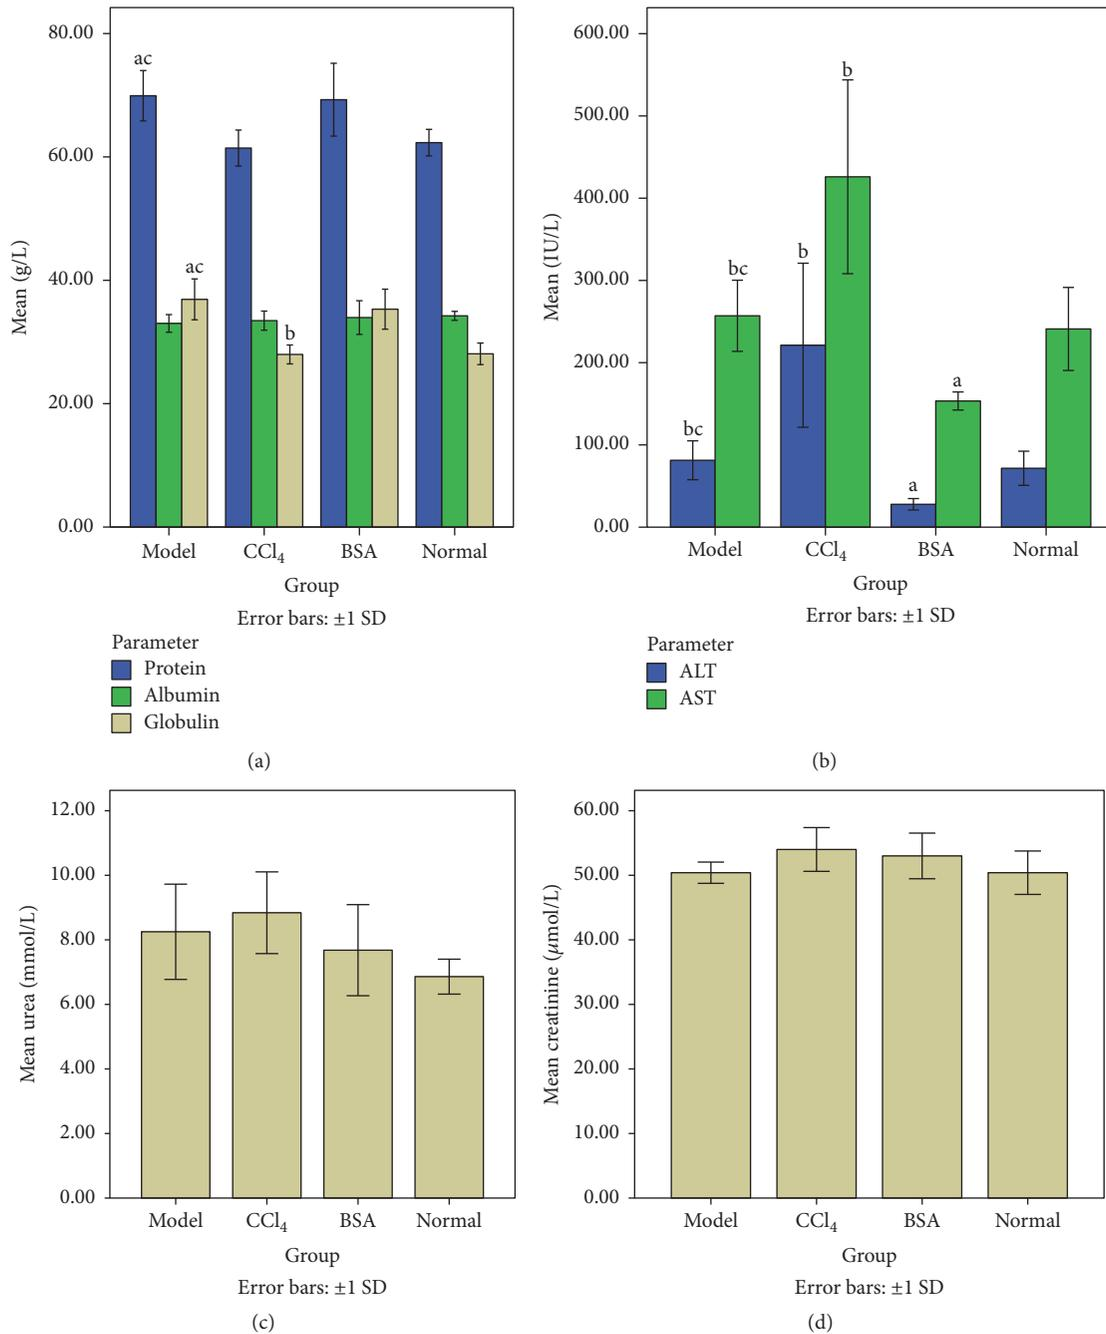 80.00
60.00
40.00
20.00
0.00
Mean (g/L)
ac
ac
b
Model
CCl4
BSA
Normal
Group
Error bars: ±1 SD
Parameter
Protein
Albumin
Globulin
(a)
600.00
500.00
400.00
300.00
200.00
100.00
0.00
Mean (IU/L)
bc
bc
b
b
a
a
Model
CCl4
BSA
Normal
Group
Error bars: ±1 SD
Parameter
ALT
AST
(b)
12.00
10.00
8.00
6.00
4.00
2.00
0.00
Mean urea (mmol/L)
Model
CCl4
BSA
Normal
Group
Error bars: ±1 SD
(c)
60.00
50.00
40.00
30.00
20.00
10.00
0.00
Mean creatinine (μmol/L)
Model
CCl4
BSA
Normal
Group
Error bars: ±1 SD
(d)